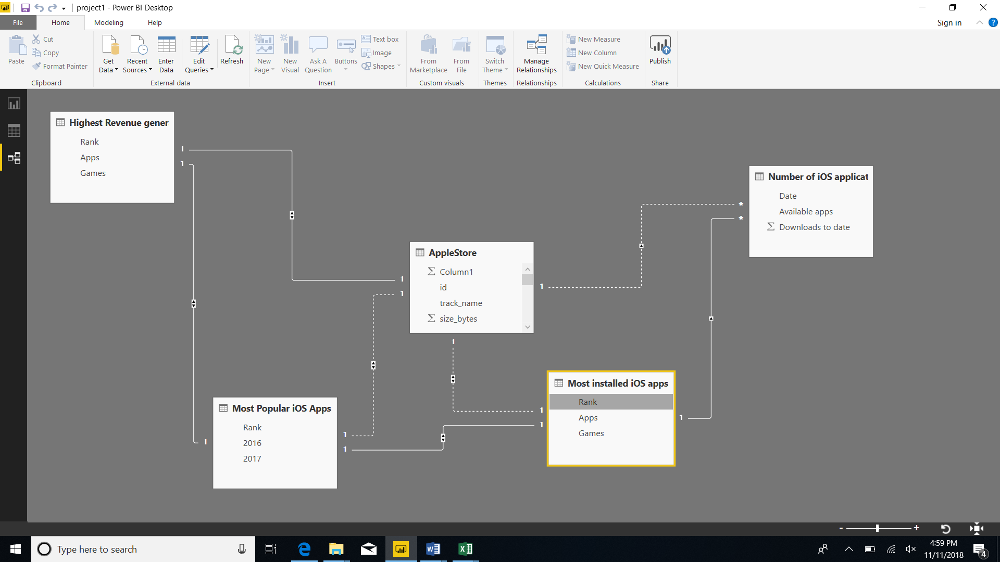 project1 - Power BI Desktop
File
Home
Modeling
Help
Sign in
?
Paste
Cut
Copy
Format Painter
Clipboard
Get Data
Recent Sources
Enter Data
Edit Queries
Refresh
External data
New Page
New Visual
Ask A Question
Buttons
Text box
Image
Shapes
Insert
From Marketplace
From File
Custom visuals
Switch Theme
Themes
Manage Relationships
Relationships
New Measure
New Column
New Quick Measure
Calculations
Publish
Share
Highest Revenue gener
Rank
Apps
Games
1
1
Number of iOS applicat
Date
Available apps
Σ Downloads to date
*
*
AppleStore
Σ Column1
id
track_name
Σ size_bytes
1
1
1
1
Most installed iOS apps
Rank
Apps
Games
1
1
1
Most Popular iOS Apps
Rank
2016
2017
1
1
1
- +
Type here to search
4:59 PM
11/11/2018
4